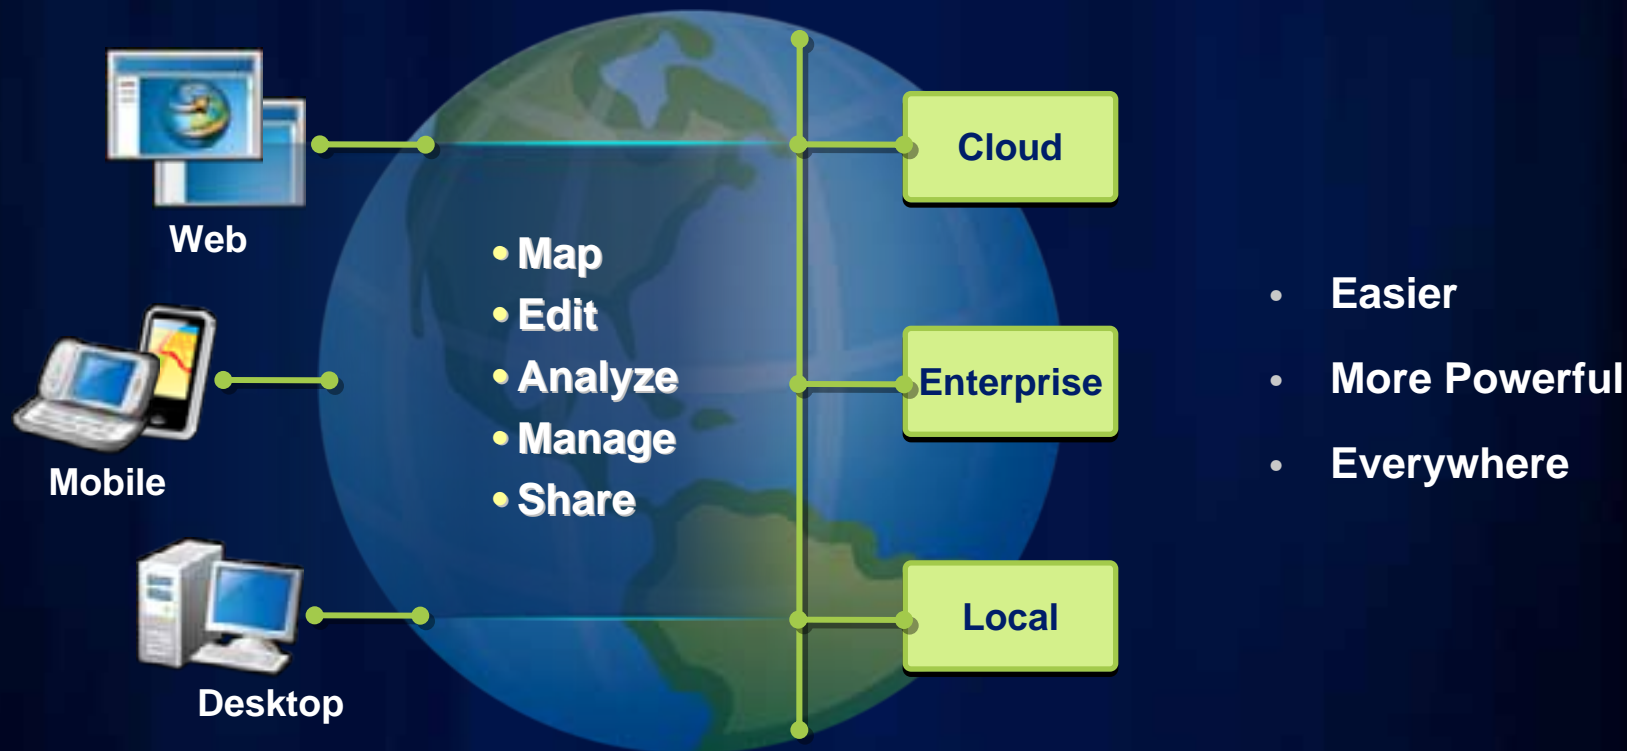 Web
Mobile
Desktop
• Map
• Edit
• Analyze
• Manage
• Share
Cloud
Enterprise
Local
• Easier
• More Powerful
• Everywhere